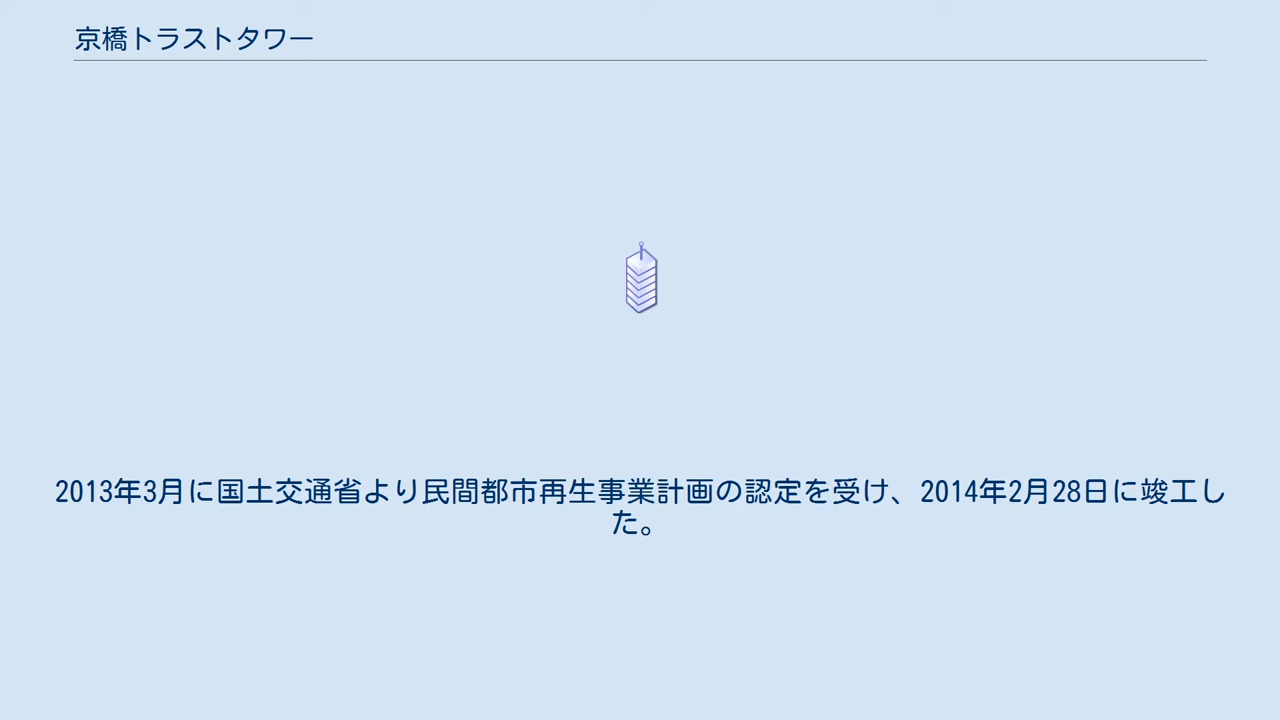 京橋トラストタワー
2013年3月に国土交通省より民間都市再生事業計画の認定を受け、2014年2月28日に竣工し
た。